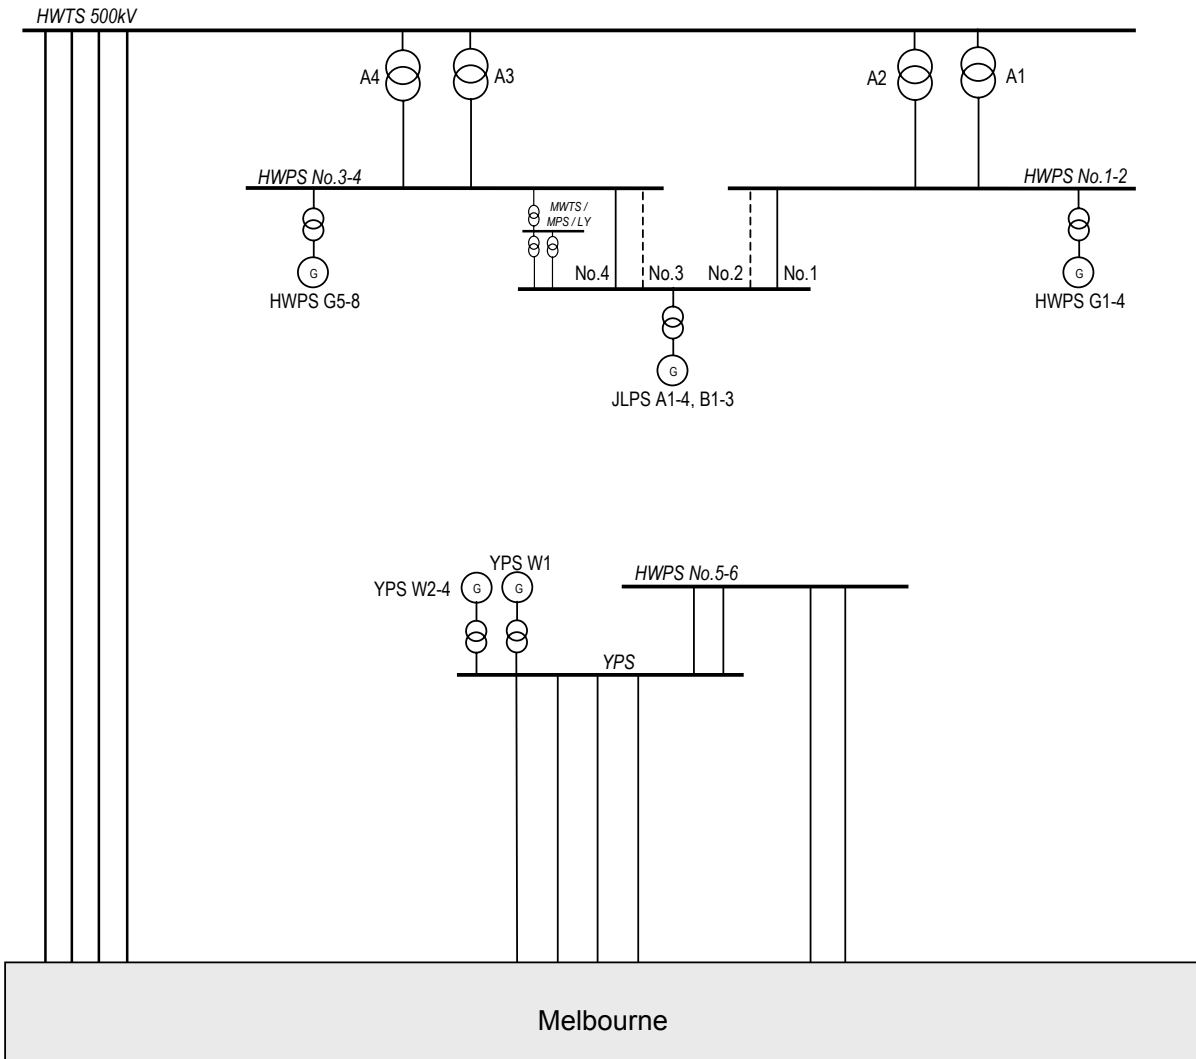 HWTS 500kV
A4
A3
A2
A1
HWPS No.3-4
HWPS No.1-2
MWTS /
MPS / LY
G
HWPS G5-8
No.4
No.3
No.2
No.1
G
HWPS G1-4
G
JLPS A1-4, B1-3
YPS W1
YPS W2-4
G
G
HWPS No.5-6
YPS
Melbourne